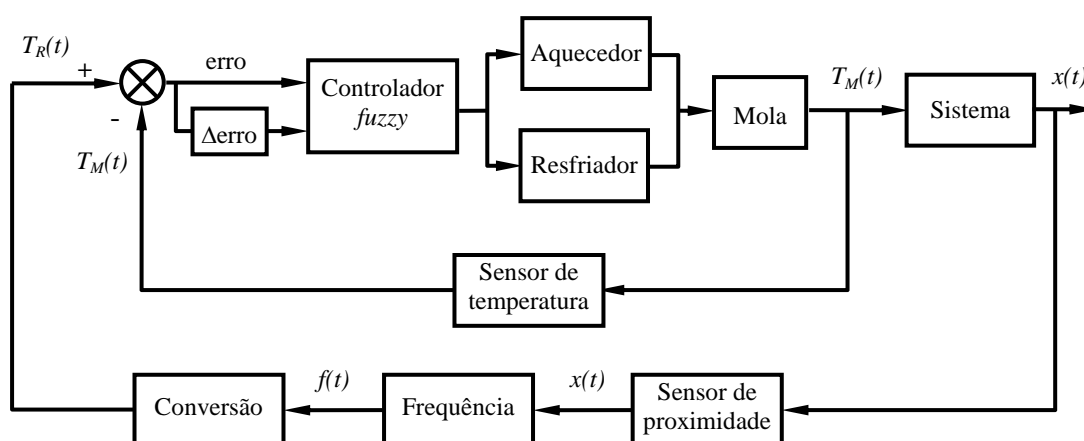 T_R(t)
+
erro
-
Δerro
T_M(t)
Controlador
fuzzy
Aquecedor
Resfriador
Mola
T_M(t)
Sistema
x(t)
Sensor de
temperatura
f(t)
x(t)
Conversão
Frequência
Sensor de
proximidade